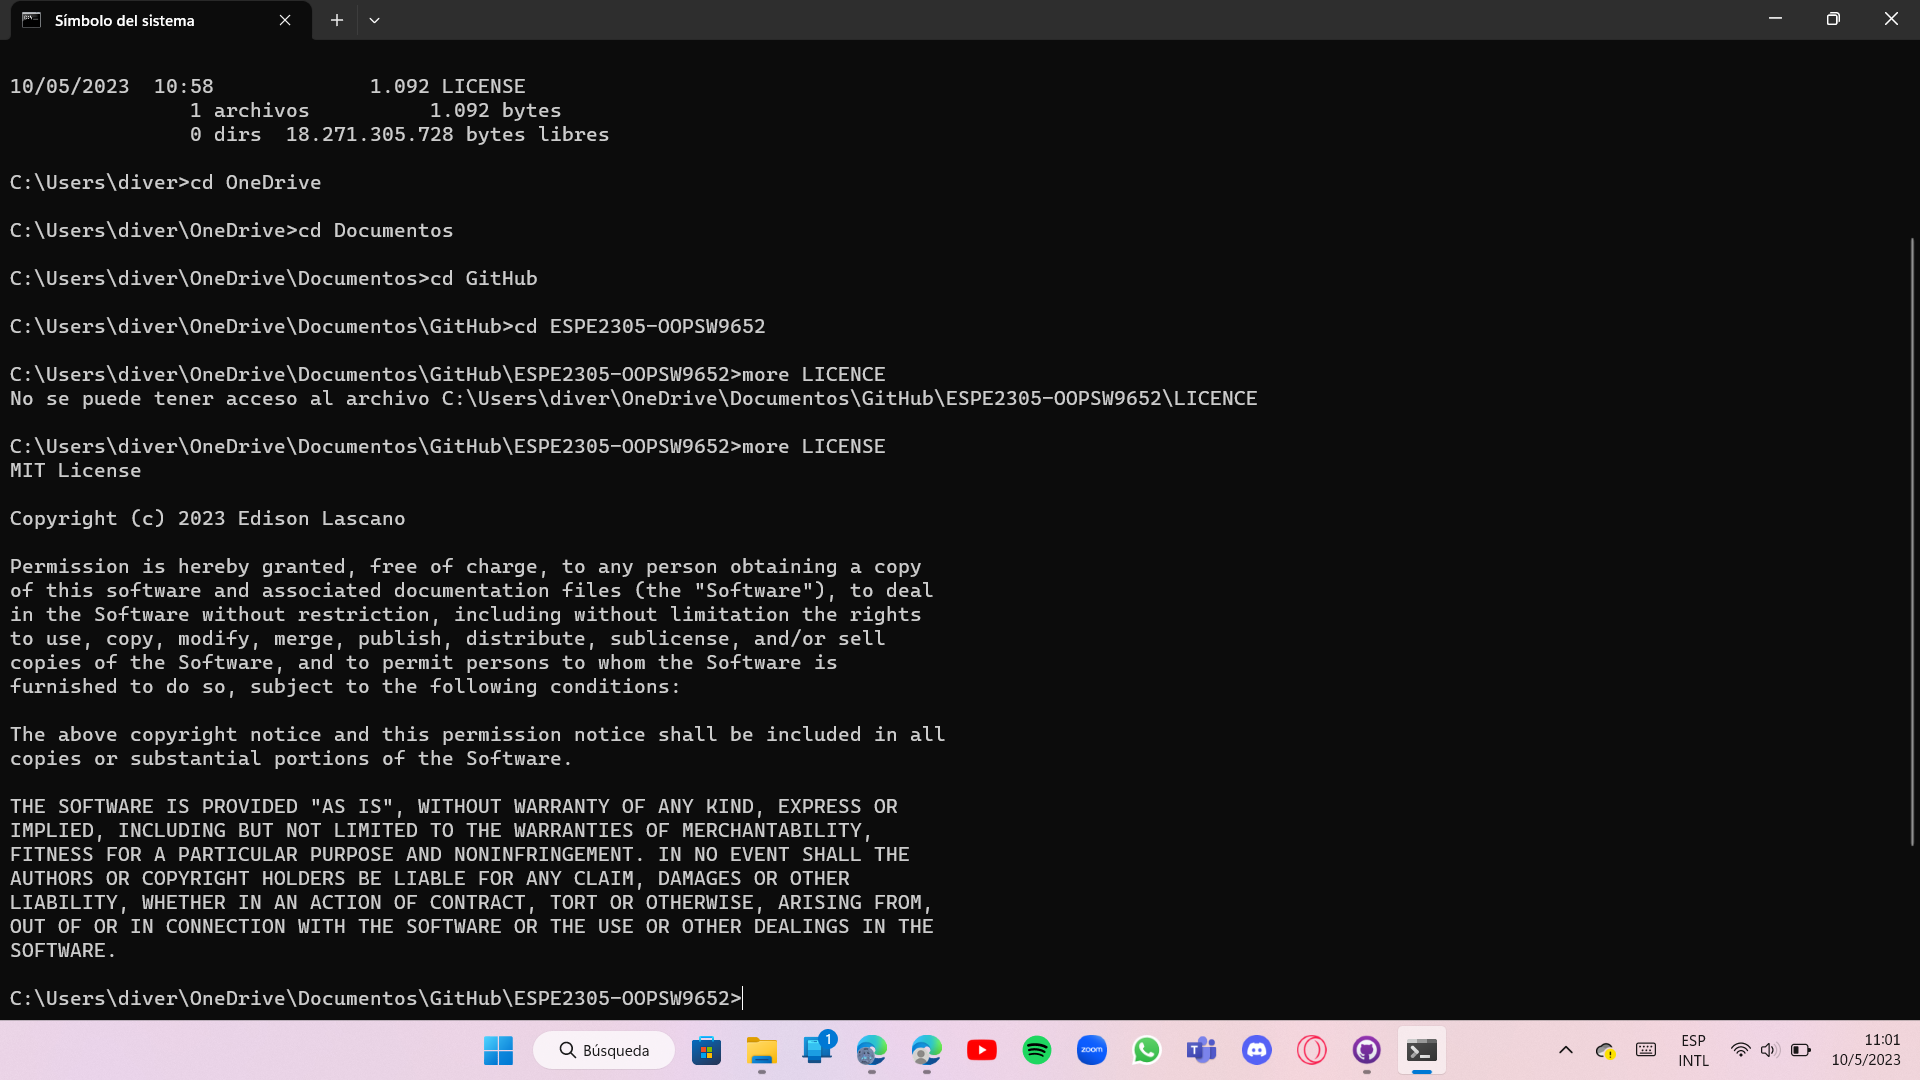 Símbolo del sistema
10/05/2023  10:58             1.092 LICENSE
               1 archivos          1.092 bytes
               0 dirs  18.271.305.728 bytes libres
C:\Users\diver>cd OneDrive
C:\Users\diver\OneDrive>cd Documentos
C:\Users\diver\OneDrive\Documentos>cd GitHub
C:\Users\diver\OneDrive\Documentos\GitHub>cd ESPE2305-OOPSW9652
C:\Users\diver\OneDrive\Documentos\GitHub\ESPE2305-OOPSW9652>more LICENCE
No se puede tener acceso al archivo C:\Users\diver\OneDrive\Documentos\GitHub\ESPE2305-OOPSW9652\LICENCE
C:\Users\diver\OneDrive\Documentos\GitHub\ESPE2305-OOPSW9652>more LICENSE
MIT License
Copyright (c) 2023 Edison Lascano
Permission is hereby granted, free of charge, to any person obtaining a copy
of this software and associated documentation files (the "Software"), to deal
in the Software without restriction, including without limitation the rights
to use, copy, modify, merge, publish, distribute, sublicense, and/or sell
copies of the Software, and to permit persons to whom the Software is
furnished to do so, subject to the following conditions:
The above copyright notice and this permission notice shall be included in all
copies or substantial portions of the Software.
THE SOFTWARE IS PROVIDED "AS IS", WITHOUT WARRANTY OF ANY KIND, EXPRESS OR
IMPLIED, INCLUDING BUT NOT LIMITED TO THE WARRANTIES OF MERCHANTABILITY,
FITNESS FOR A PARTICULAR PURPOSE AND NONINFRINGEMENT. IN NO EVENT SHALL THE
AUTHORS OR COPYRIGHT HOLDERS BE LIABLE FOR ANY CLAIM, DAMAGES OR OTHER
LIABILITY, WHETHER IN AN ACTION OF CONTRACT, TORT OR OTHERWISE, ARISING FROM,
OUT OF OR IN CONNECTION WITH THE SOFTWARE OR THE USE OR OTHER DEALINGS IN THE
SOFTWARE.
C:\Users\diver\OneDrive\Documentos\GitHub\ESPE2305-OOPSW9652>
Búsqueda
1
zoom
ESP
INTL
11:01
10/5/2023